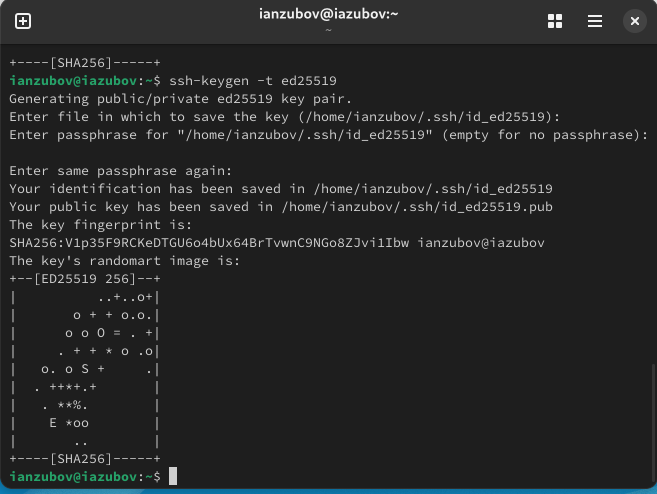 ianzubov@iazubov:~
~
+----[SHA256]-----+
ianzubov@iazubov:~$ ssh-keygen -t ed25519
Generating public/private ed25519 key pair.
Enter file in which to save the key (/home/ianzubov/.ssh/id_ed25519):
Enter passphrase for "/home/ianzubov/.ssh/id_ed25519" (empty for no passphrase):

Enter same passphrase again:
Your identification has been saved in /home/ianzubov/.ssh/id_ed25519
Your public key has been saved in /home/ianzubov/.ssh/id_ed25519.pub
The key fingerprint is:
SHA256:V1p35F9RCKeDTGU6o4bUx64BrTvwnC9NGo8ZJvi1Ibw ianzubov@iazubov
The key's randomart image is:
+--[ED25519 256]--+
|          ..+..o+|
|       o + + o.o.|
|      o o O = . +|
|     . + + * o .o|
|   o. o S +     .|
|  . ++*+.+       |
|   . **%.        |
|    E *oo        |
|       ..        |
+----[SHA256]-----+
ianzubov@iazubov:~$